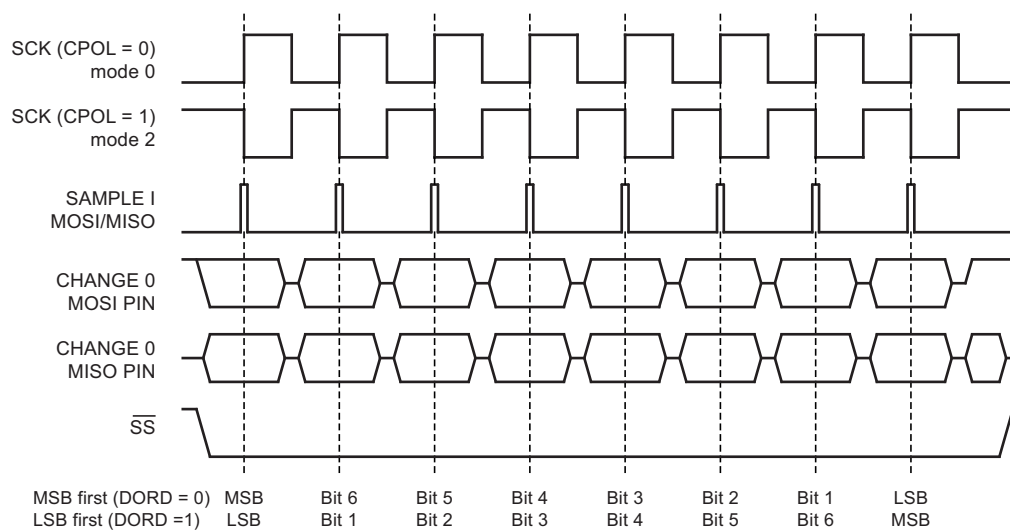 SCK (CPOL = 0)
mode 0
SCK (CPOL = 1)
mode 2
SAMPLE I
MOSI/MISO
CHANGE 0
MOSI PIN
CHANGE 0
MISO PIN
SS
MSB first (DORD = 0) MSB Bit 6 Bit 5 Bit 4 Bit 3 Bit 2 Bit 1 LSB
LSB first (DORD =1) LSB Bit 1 Bit 2 Bit 3 Bit 4 Bit 5 Bit 6 MSB